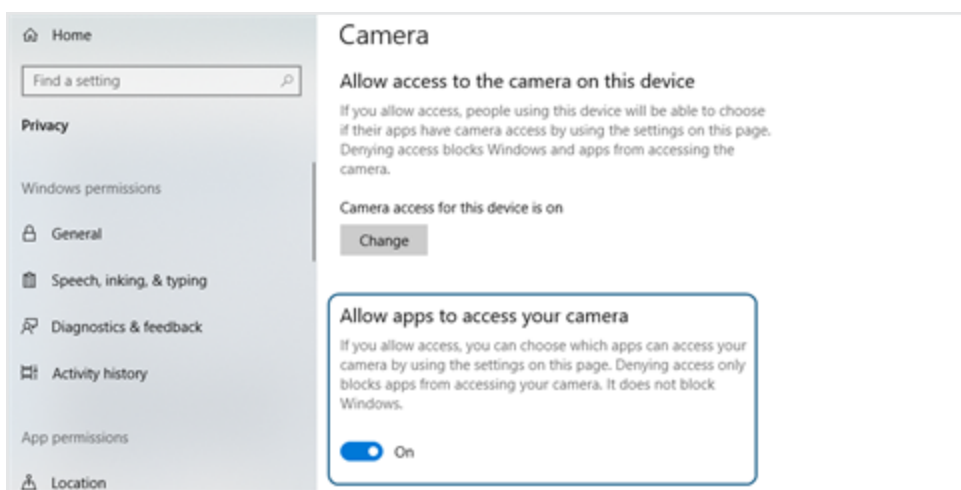 Home
Find a setting
Privacy
Windows permissions
General
Speech, inking, & typing
Diagnostics & feedback
Activity history
App permissions
Location
Camera
Allow access to the camera on this device
If you allow access, people using this device will be able to choose
if their apps have camera access by using the settings on this page.
Denying access blocks Windows and apps from accessing the
camera.
Camera access for this device is on
Change
Allow apps to access your camera
If you allow access, you can choose which apps can access your
camera by using the settings on this page. Denying access only
blocks apps from accessing your camera. It does not block
Windows.
On